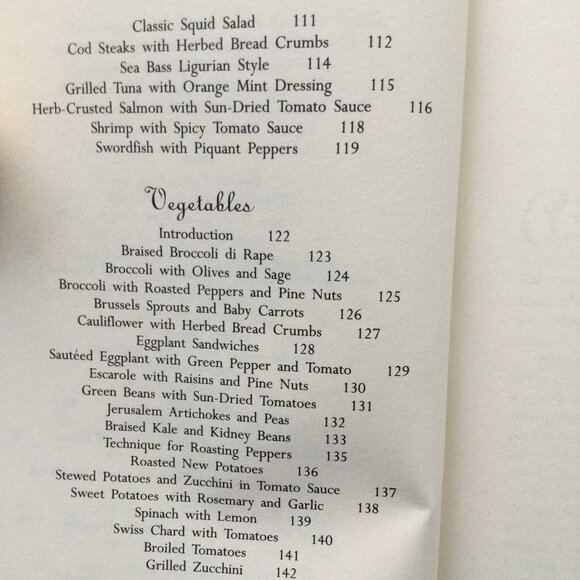 Classic Squid Salad 111
Cod Steaks with Herbed Bread Crumbs 112
Sea Bass Ligurian Style 114
Grilled Tuna with Orange Mint Dressing 115
Herb-Crusted Salmon with Sun-Dried Tomato Sauce 116
Shrimp with Spicy Tomato Sauce 118
Swordfish with Piquant Peppers 119
Vegetables
Introduction 122
Braised Broccoli di Rape 123
Broccoli with Olives and Sage 124
Broccoli with Roasted Peppers and Pine Nuts 125
Brussels Sprouts and Baby Carrots 126
Cauliflower with Herbed Bread Crumbs 127
Eggplant Sandwiches 128
Sautéed Eggplant with Green Pepper and Tomato 129
Escarole with Raisins and Pine Nuts 130
Green Beans with Sun-Dried Tomatoes 131
Jerusalem Artichokes and Peas 132
Braised Kale and Kidney Beans 133
Technique for Roasting Peppers 135
Roasted New Potatoes 136
Stewed Potatoes and Zucchini in Tomato Sauce 137
Sweet Potatoes with Rosemary and Garlic 138
Spinach with Lemon 139
Swiss Chard with Tomatoes 140
Broiled Tomatoes 141
Grilled Zucchini 142